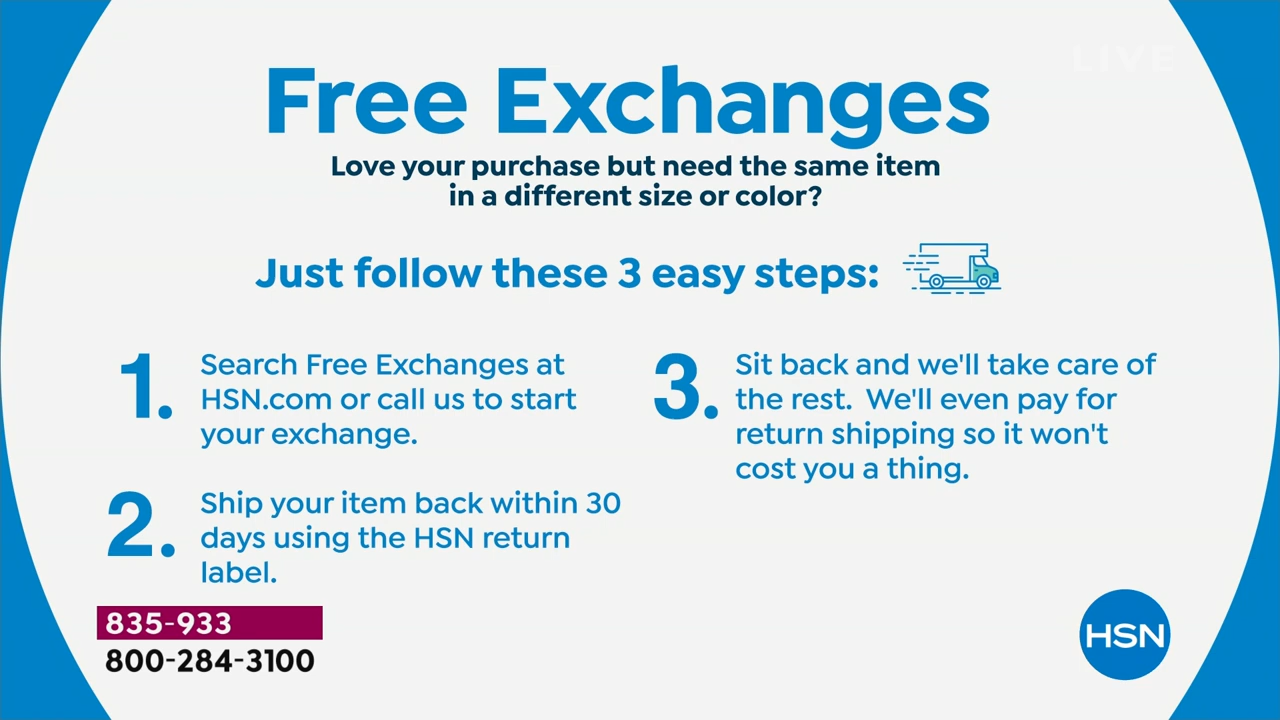 LIVE
Free Exchanges
Love your purchase but need the same item
in a different size or color?
Just follow these 3 easy steps:
1. Search Free Exchanges at
HSN.com or call us to start
your exchange.
2. Ship your item back within 30
days using the HSN return
label.
3. Sit back and we'll take care of
the rest. We'll even pay for
return shipping so it won't
cost you a thing.
835-933
800-284-3100
HSN